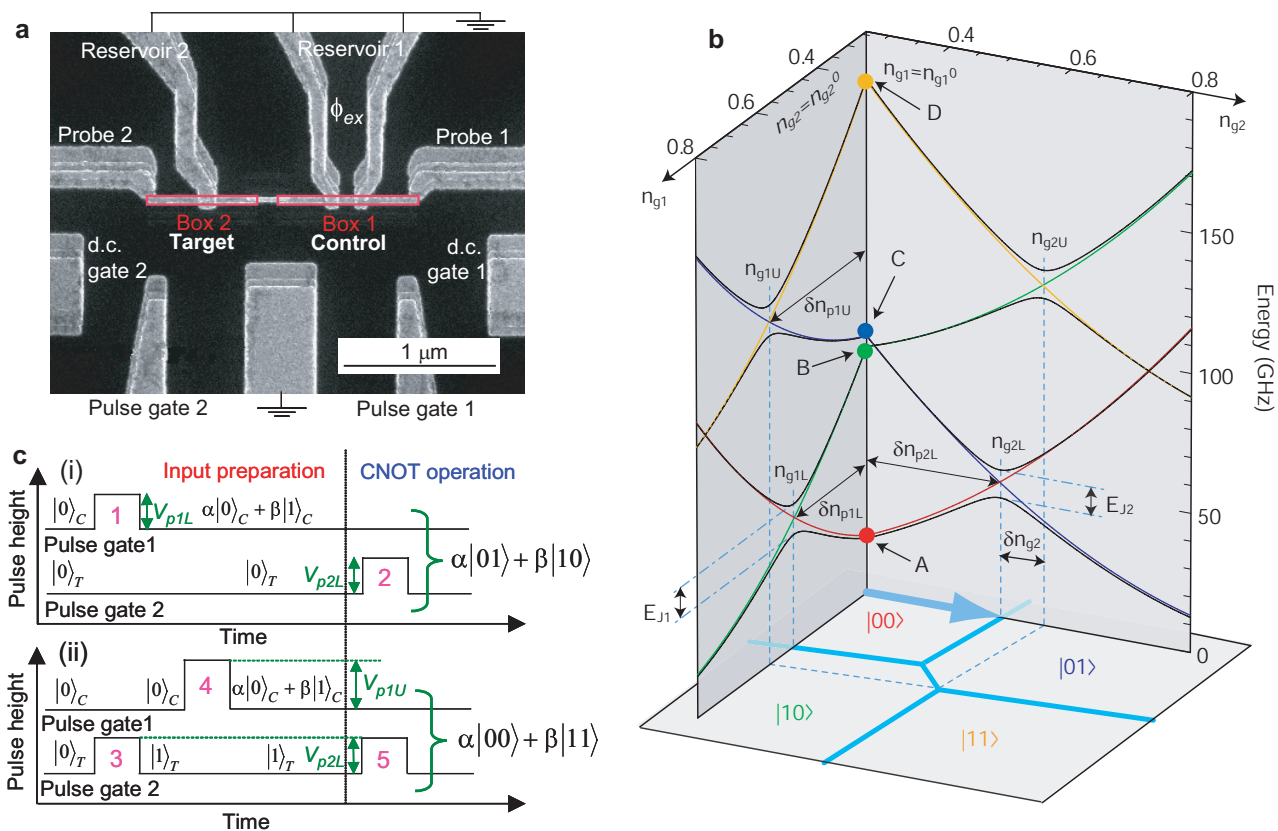 a
Reservoir 2
Reservoir 1
ϕex
Probe 2
Probe 1
Box 2
Target
Box 1
Control
d.c.
gate 2
d.c.
gate 1
1 μm
Pulse gate 2
Pulse gate 1
b
0.4
0.6
0.8
ng1
ng2=ng2⁰
ng1=ng1⁰
0.4
0.6
0.8
ng2
D
150
100
50
0
Energy (GHz)
ng1U
ng2U
δnp1U
C
B
ng1L
ng2L
δnp2L
δnp1L
EJ2
δng2
A
EJ1
|00⟩
|01⟩
|10⟩
|11⟩
c
(i)
Input preparation
CNOT operation
Pulse height
|0⟩C
1
Vp1L
α|0⟩C + β|1⟩C
Pulse gate1
|0⟩T
|0⟩T
Vp2L
2
Pulse gate 2
α|01⟩ + β|10⟩
Time
(ii)
Pulse height
|0⟩C
|0⟩C
4
α|0⟩C + β|1⟩C
Vp1U
Pulse gate1
|0⟩T
3
|1⟩T
|1⟩T
Vp2L
5
Pulse gate 2
α|00⟩ + β|11⟩
Time